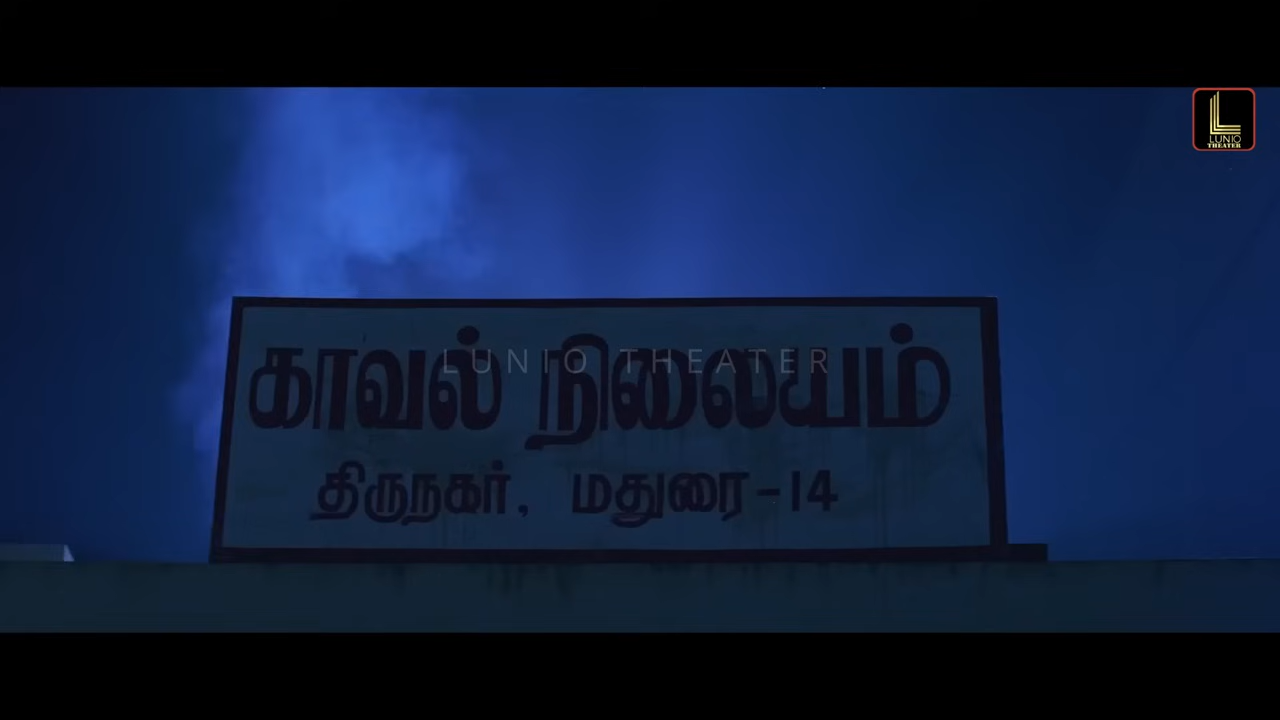 LUNIO
THEATER
காவல் நிலையம்
LUNIO THEATER
திருநகர், மதுரை-14